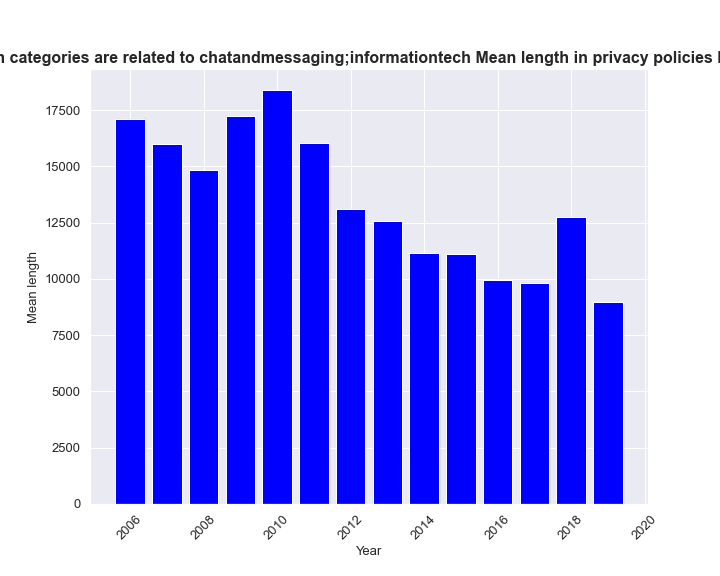 categories are related to chatandmessaging;informationtech Mean length in privacy policies
17500
15000
12500
10000
7500
5000
2500
0
Mean length
2006 2008 2010 2012 2014 2016 2018 2020
Year